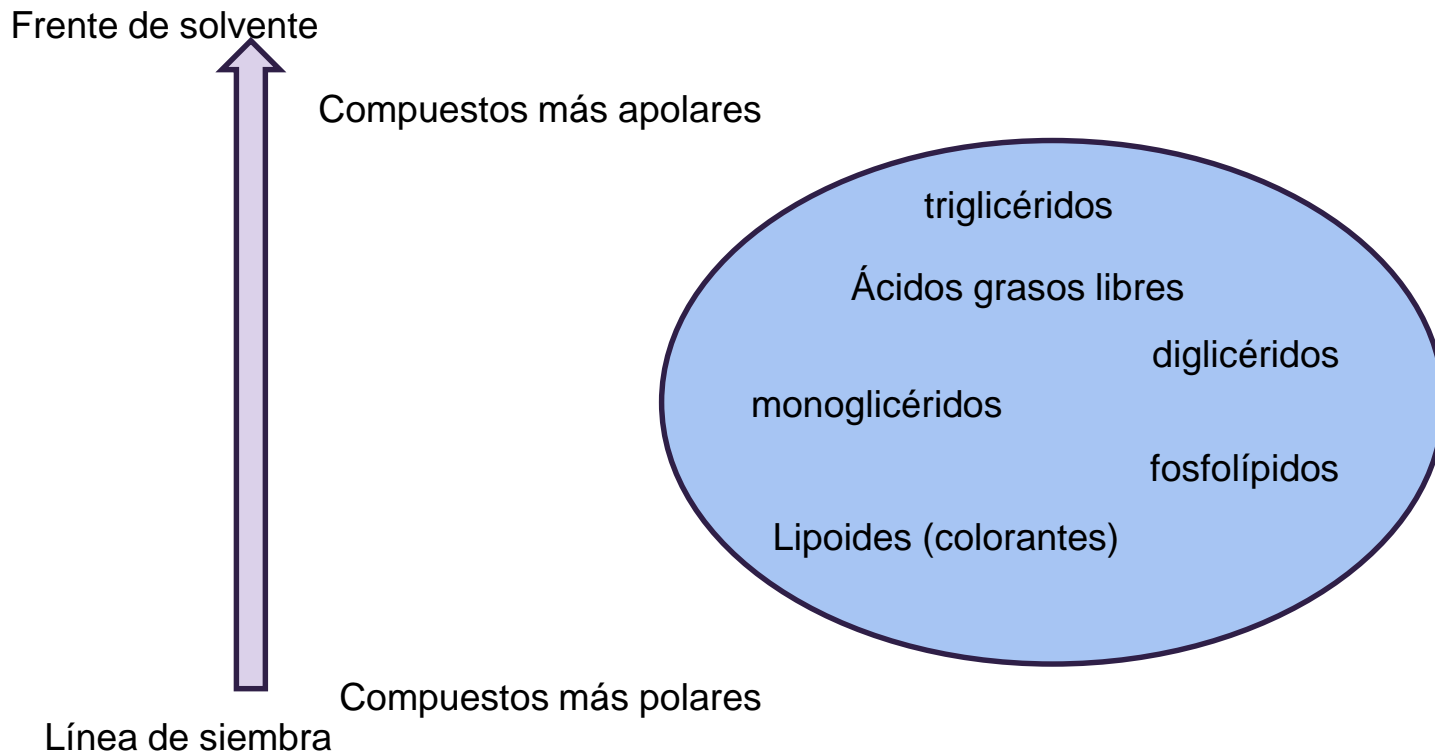 Frente de solvente
Compuestos más apolares
triglicéridos
Ácidos grasos libres
diglicéridos
monoglicéridos
fosfolípidos
Lipoides (colorantes)
Compuestos más polares
Línea de siembra